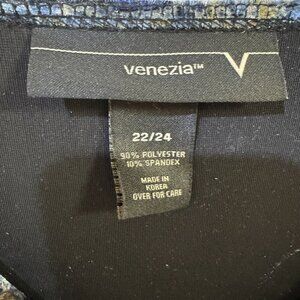 venezia™
22/24
90% POLYESTER
10% SPANDEX
MADE IN
KOREA
OVER FOR CARE